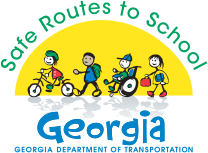 Safe Routes to School
Georgia
GEORGIA DEPARTMENT OF TRANSPORTATION